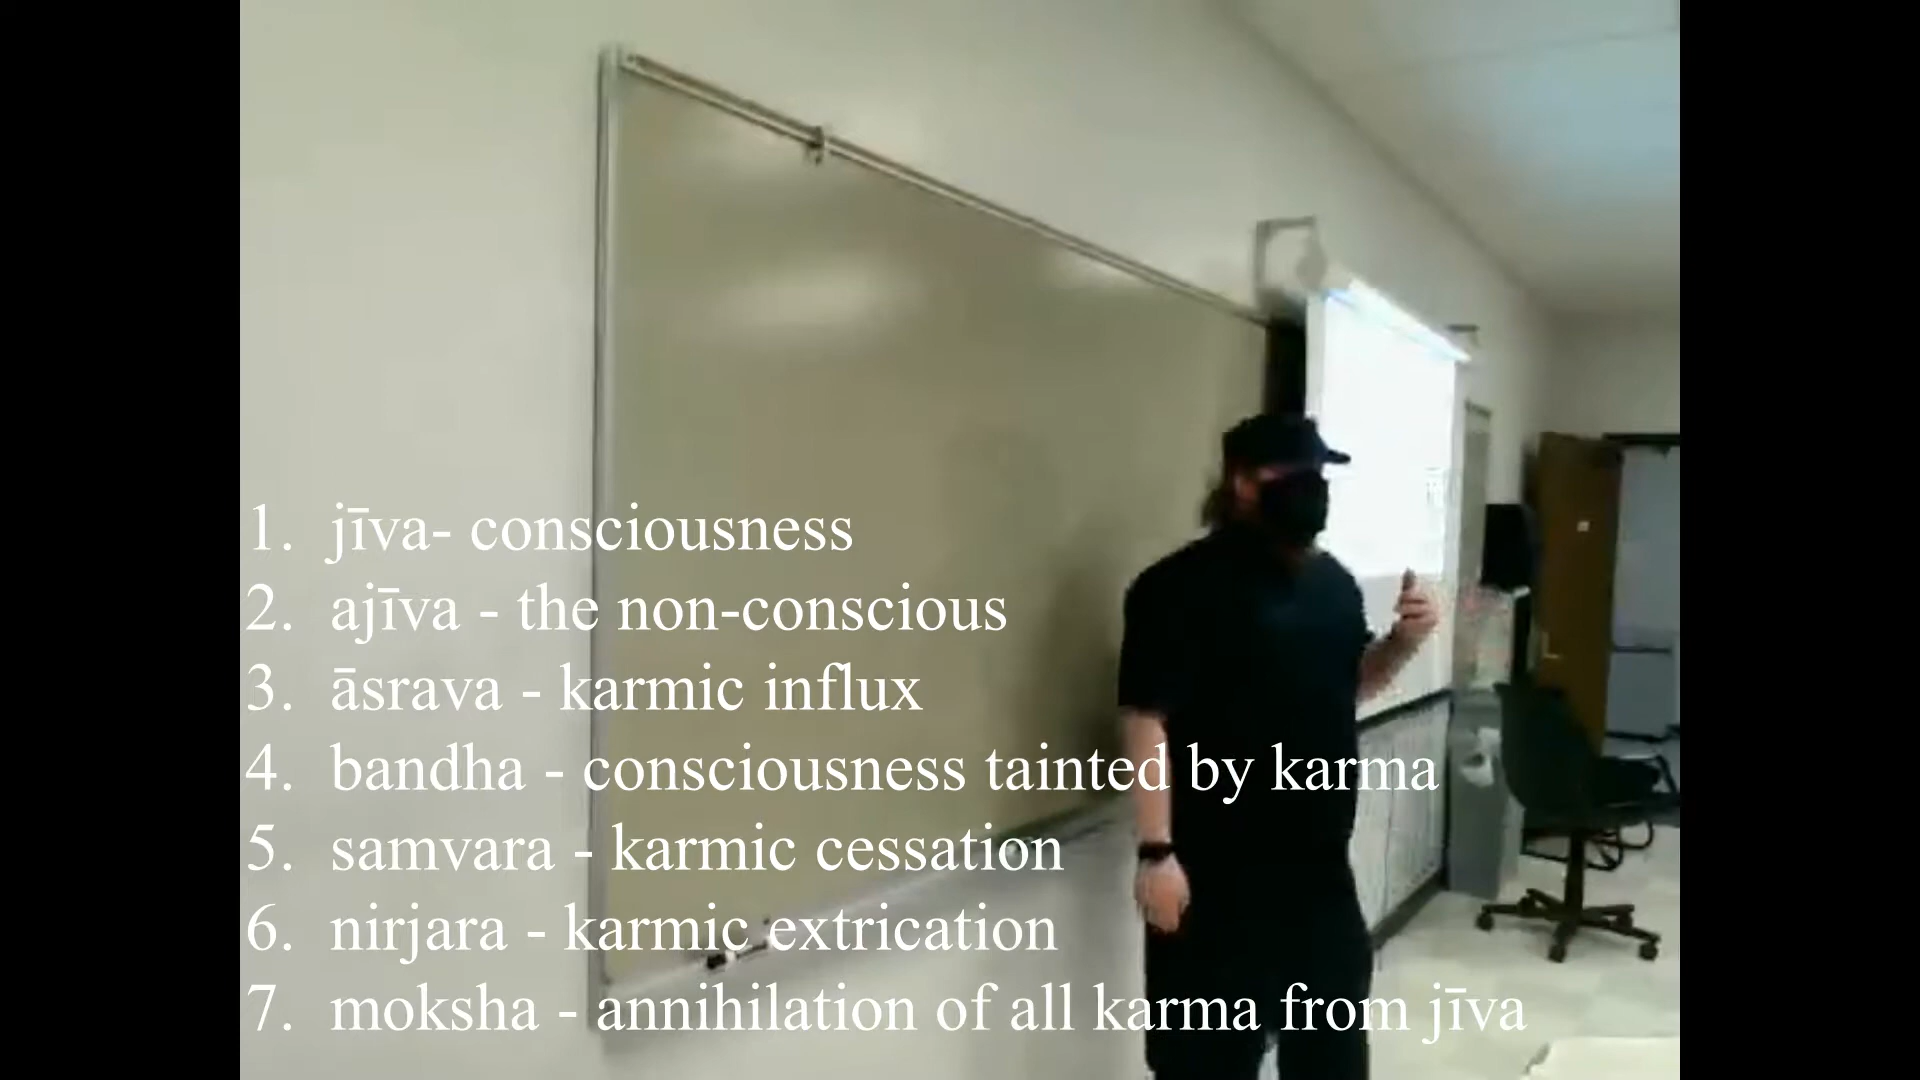 1. jīva- consciousness
2. ajīva - the non-conscious
3. āsrava - karmic influx
4. bandha - consciousness tainted by karma
5. samvara - karmic cessation
6. nirjara - karmic extrication
7. moksha - annihilation of all karma from jīva